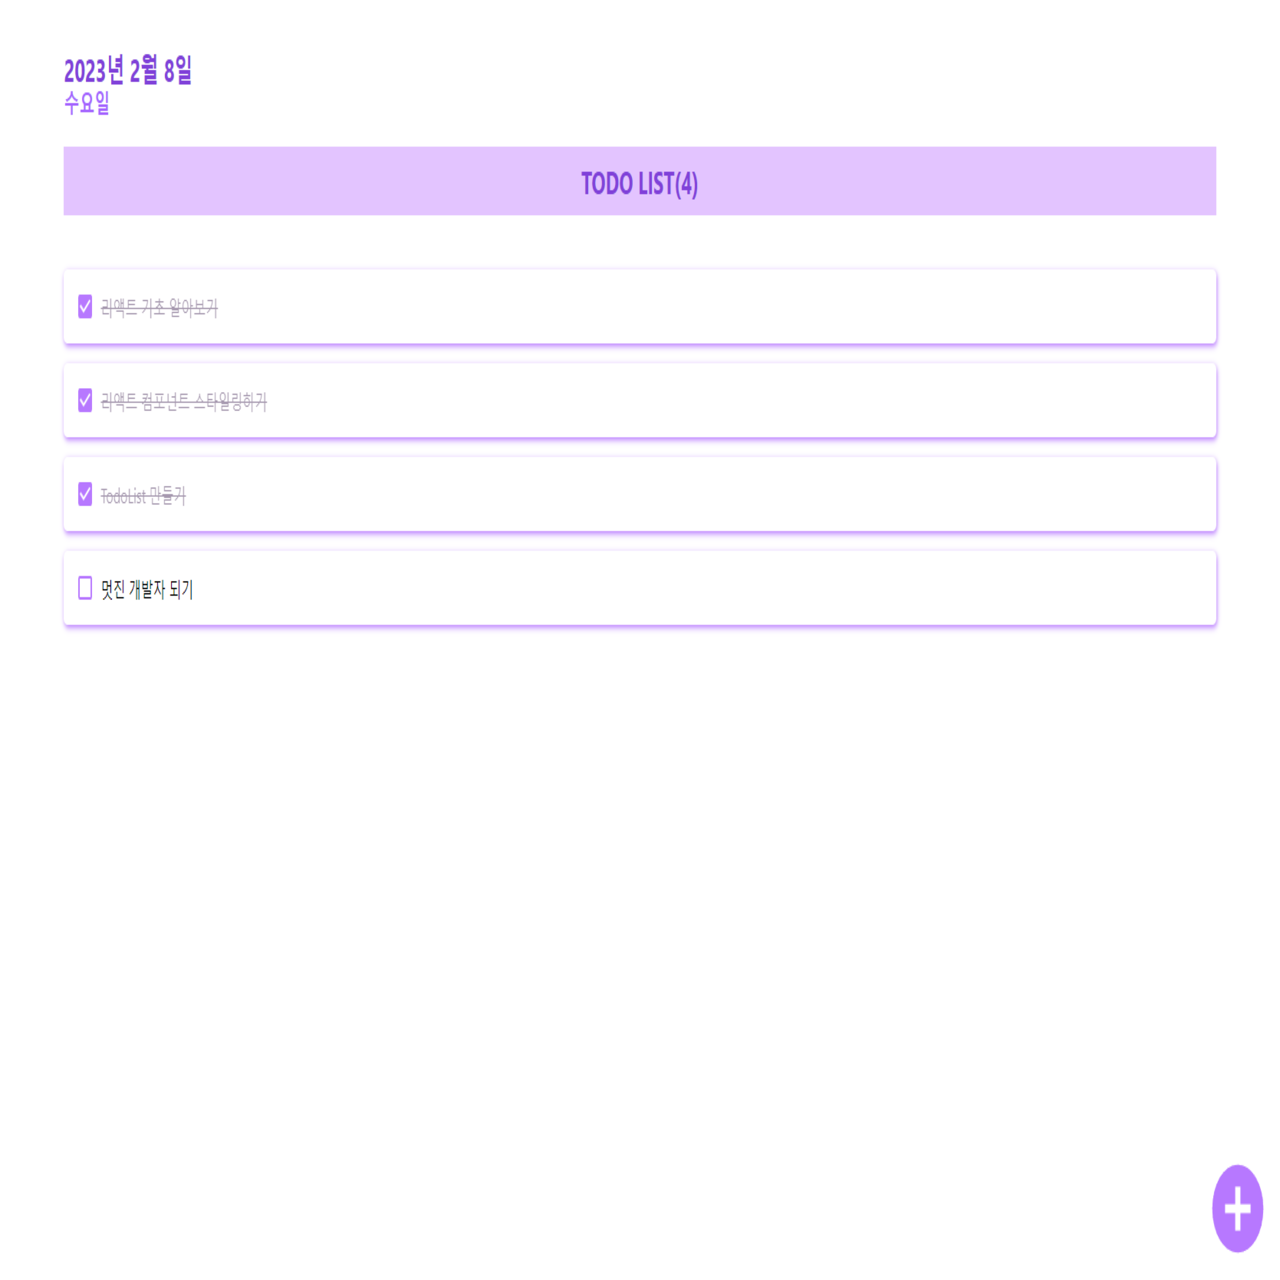 2023년 2월 8일
수요일
TODO LIST(4)
리액트 기초 알아보기
리액트 컴포넌트 스타일링하기
TodoList 만들기
멋진 개발자 되기